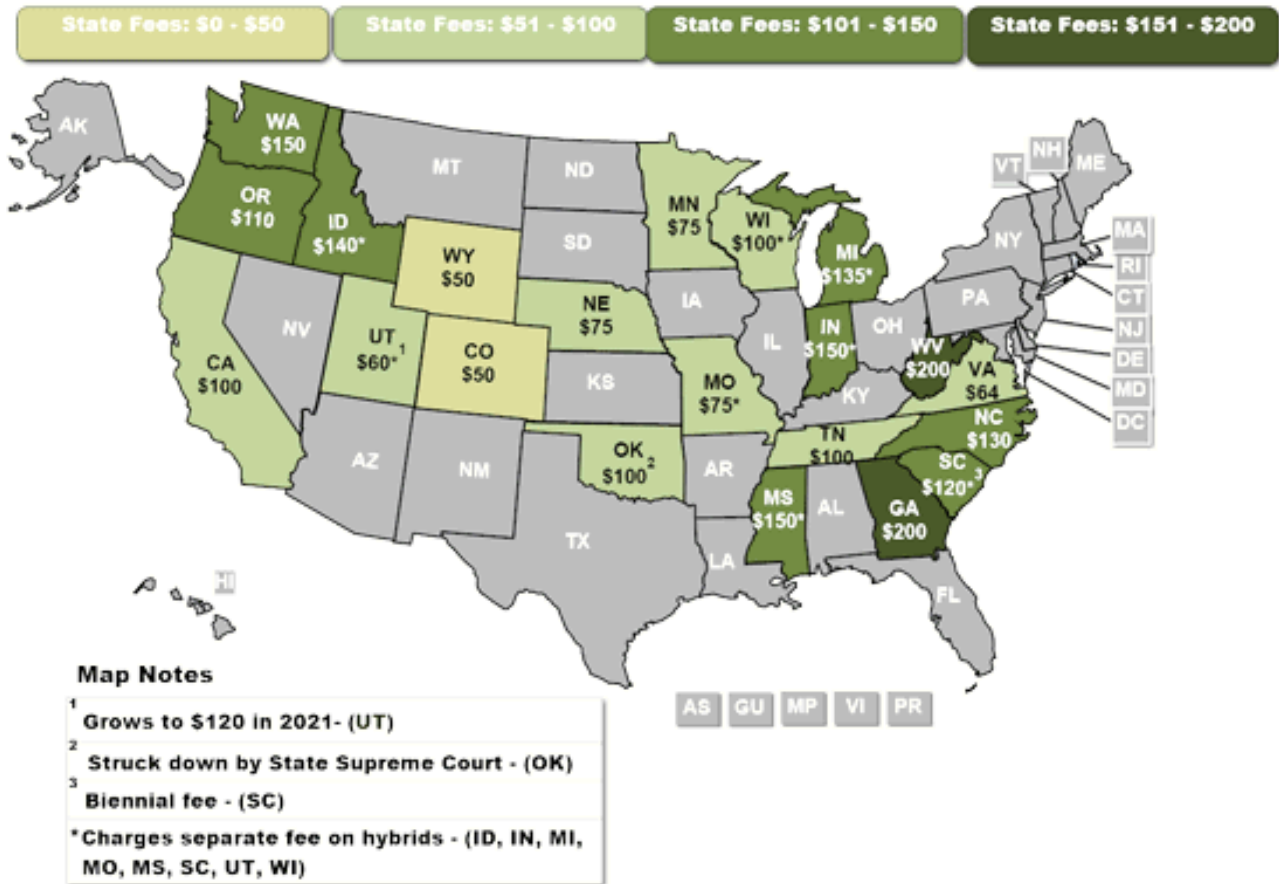 State Fees: $0 - $50
State Fees: $51 - $100
State Fees: $101 - $150
State Fees: $151 - $200
AK
WA
$150
OR
$110
ID
$140*
MT
ND
SD
WY
$50
NE
$75
MN
$75
WI
$100*
MI
$135*
IA
IL
IN
$150*
OH
PA
NY
VT
NH
ME
MA
RI
CT
NJ
DE
MD
DC
CA
$100
NV
UT1
$60*
CO
$50
KS
MO
$75*
KY
WV
$200
VA
$64
NC
$130
TN
$100
SC
$120*3
GA
$200
AZ
NM
OK
$1002
AR
MS
$150*
AL
TX
LA
FL
HI
AS
GU
MP
VI
PR
Map Notes
1 Grows to $120 in 2021- (UT)
2 Struck down by State Supreme Court - (OK)
3 Biennial fee - (SC)
*Charges separate fee on hybrids - (ID, IN, MI,
MO, MS, SC, UT, WI)